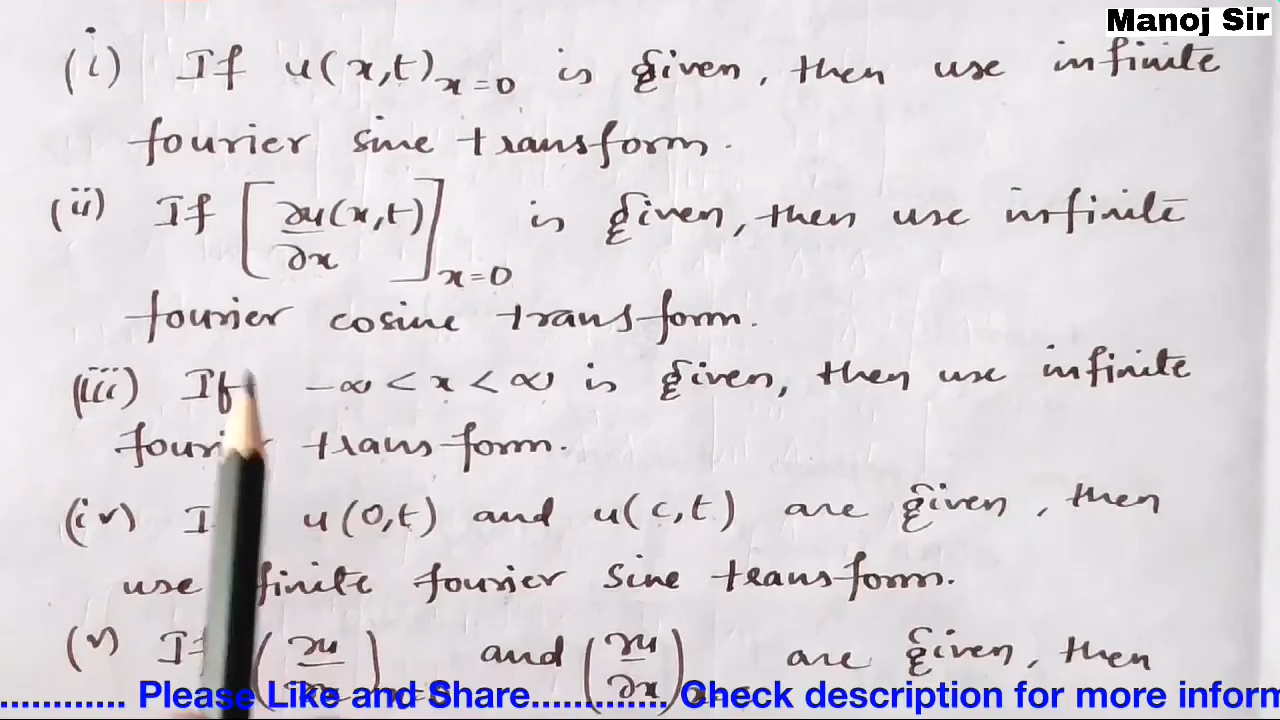 Manoj Sir
(i) If u(x,t)x=0 is given, then use infinite
fourier sine transform.
(ii) If [∂u(x,t)/∂x]x=0 is given, then use infinite
fourier cosine transform.
(iii) If -∞ < x < ∞ is given, then use infinite
transform.
(iv) u(0,t) and u(c,t) are given, then
use finite fourier sine transform.
(v) If (∂u/∂x) and (∂u/∂x) are given, then
............. Please Like and Share.............. Check description for more inform